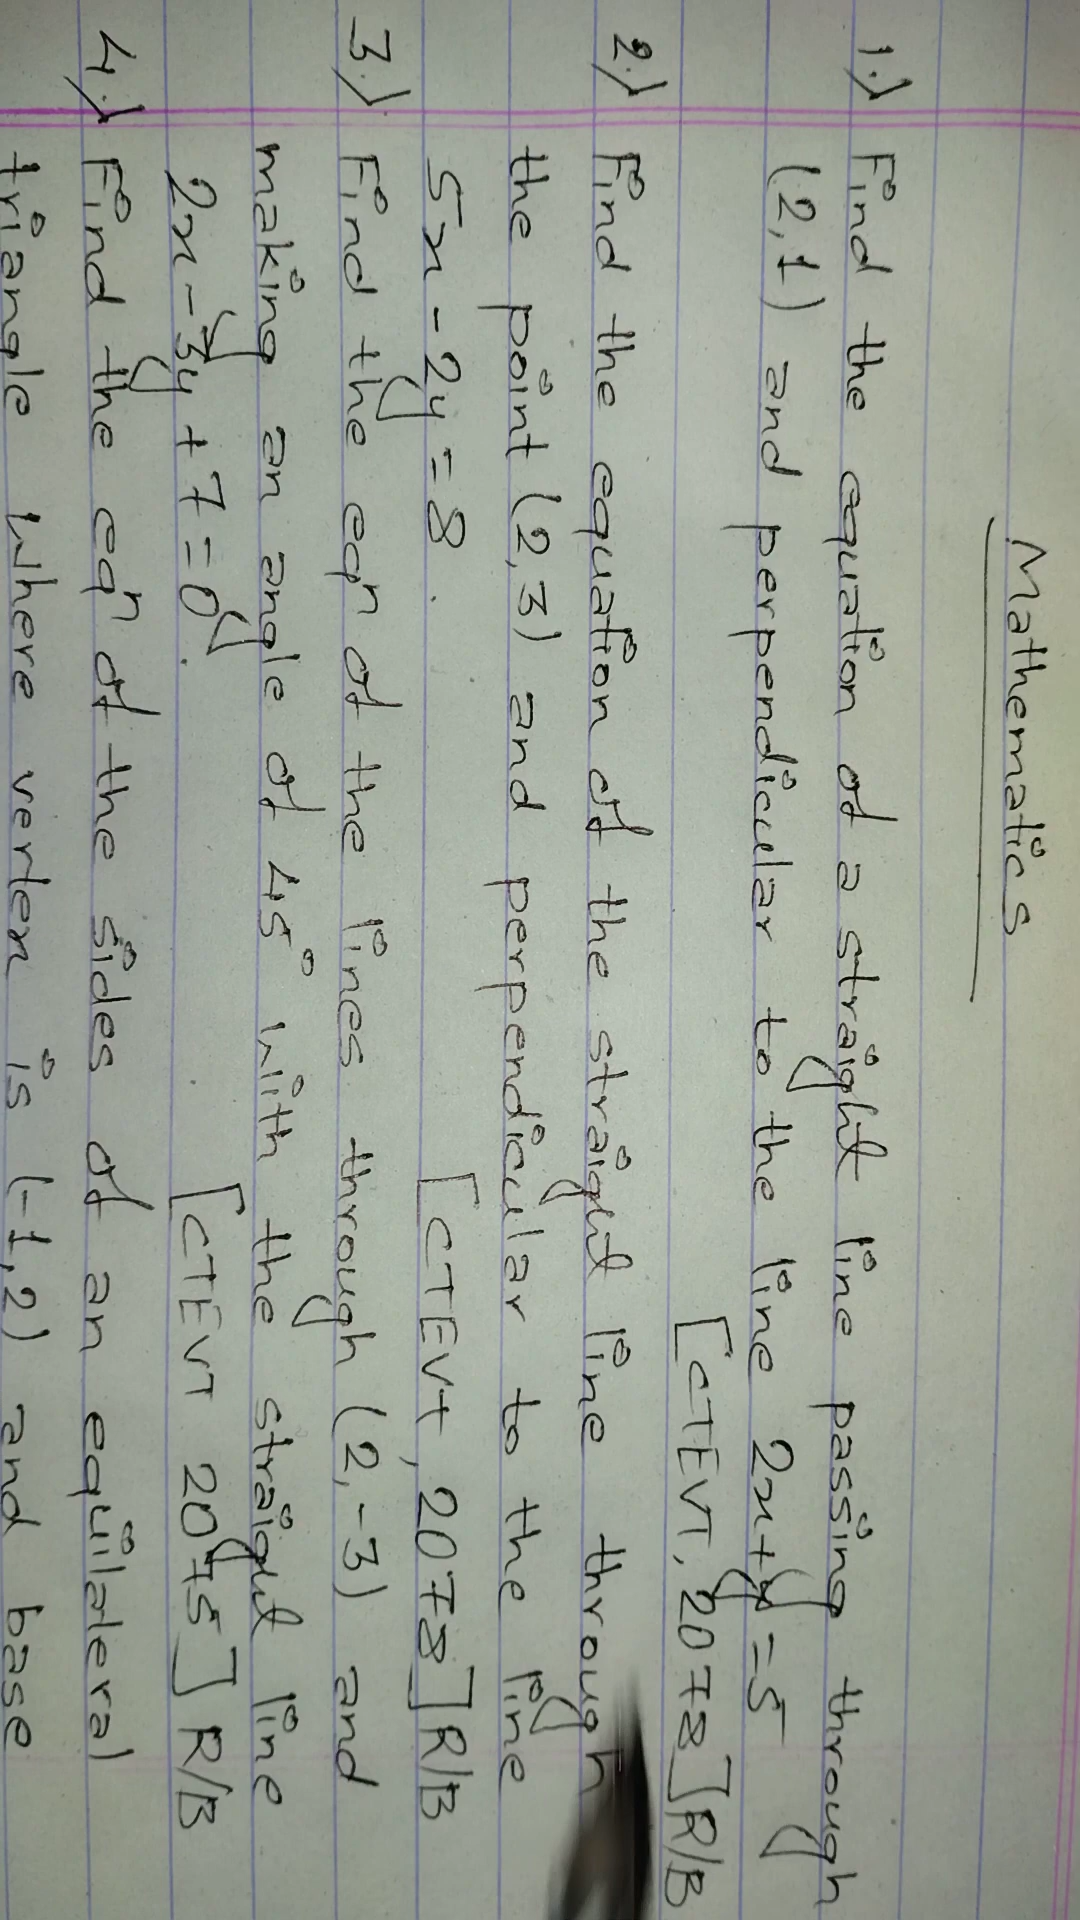 Mathematics
1.) Find the equation of a straight line passing through
(2,1) and perpendicular to the line 2x+y=5
[CTEVT, 2078] R/B
2.) Find the equation of the straight line through
the point (2,3) and perpendicular to the line
5x-2y=8. [CTEVT, 2078] R/B
3.) Find the eqn of the lines through (2,-3) and
making an angle of 45° with the straight line
2x-3y+7=0. [CTEVT 2075] R/B
4.) Find the eqn of the sides of an equilateral
triangle where vertex is (-1,2) and base